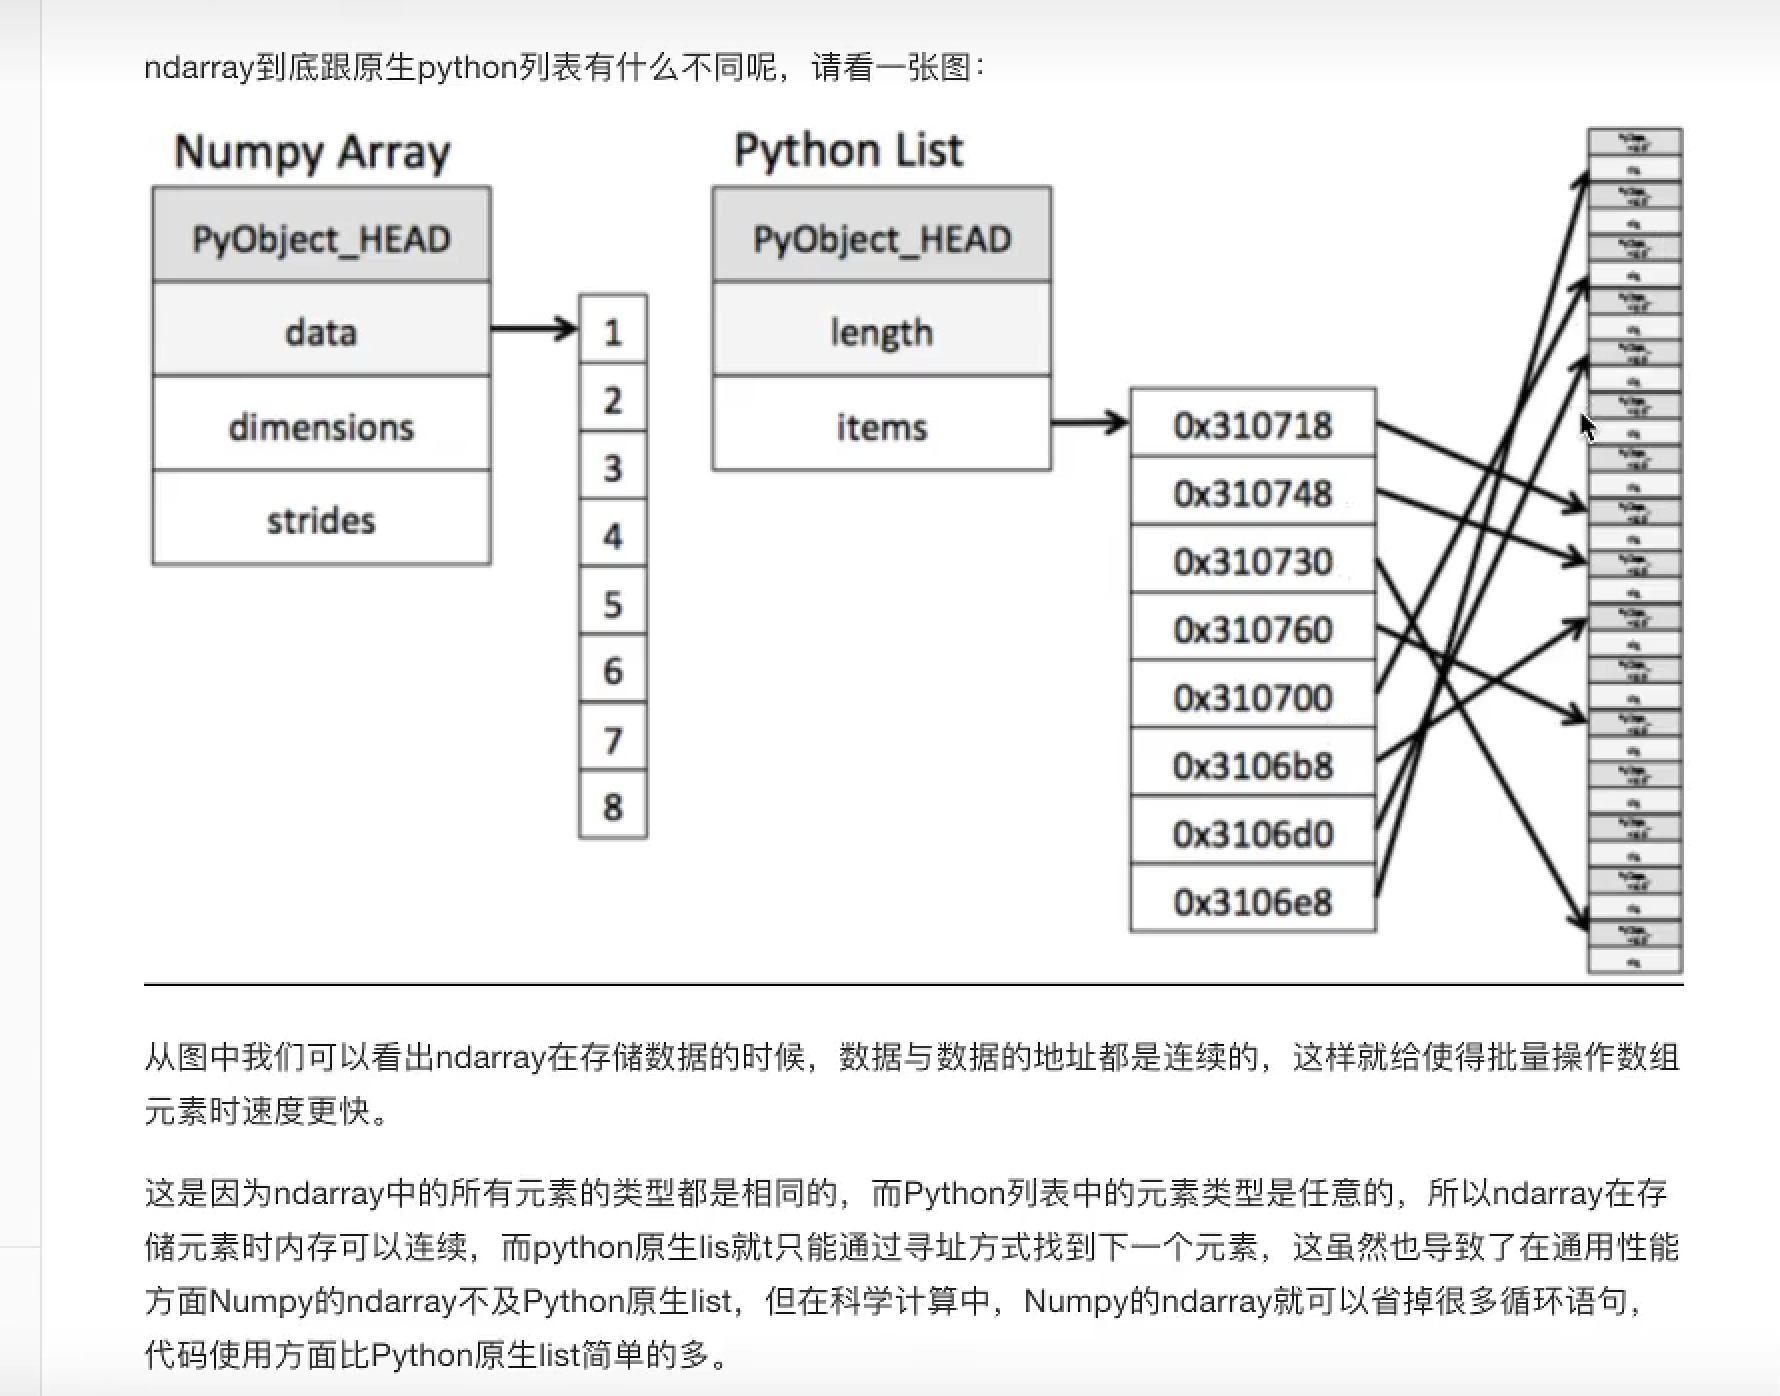 ndarray到底跟原生python列表有什么不同呢，请看一张图：
Numpy Array
PyObject_HEAD
data
dimensions
strides
1
2
3
4
5
6
7
8
Python List
PyObject_HEAD
length
items
0x310718
0x310748
0x310730
0x310760
0x310700
0x3106b8
0x3106d0
0x3106e8
从图中我们可以看出ndarray在存储数据的时候，数据与数据的地址都是连续的，这样就给使得批量操作数组
元素时速度更快。
这是因为ndarray中的所有元素的类型都是相同的，而Python列表中的元素类型是任意的，所以ndarray在存
储元素时内存可以连续，而python原生lis就t只能通过寻址方式找到下一个元素，这虽然也导致了在通用性能
方面Numpy的ndarray不及Python原生list，但在科学计算中，Numpy的ndarray就可以省掉很多循环语句，
代码使用方面比Python原生list简单的多。